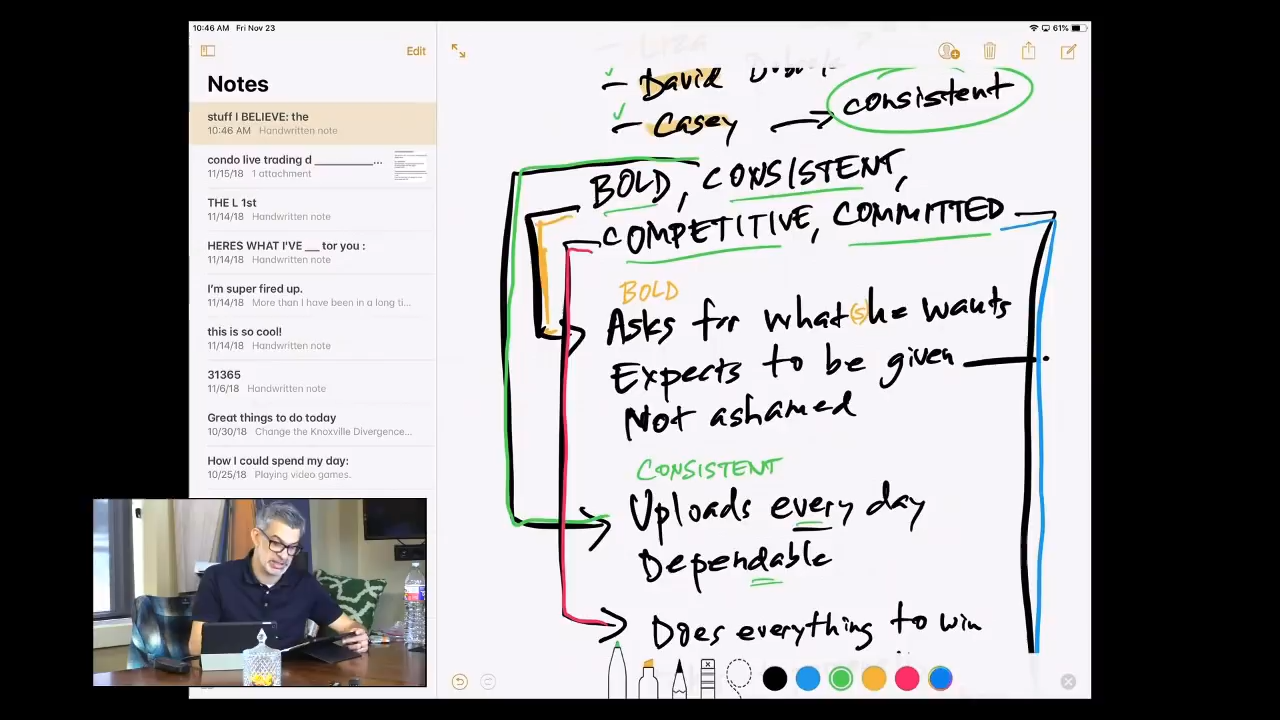 10:46 AM Fri Nov 23
61%
Edit
Notes
stuff I BELIEVE: the
10:46 AM Handwritten note
condo live trading d ___________...
11/15/18 1 attachment
THE L 1st
11/14/18 Handwritten note
HERES WHAT I'VE __ tor you :
11/14/18 Handwritten note
I'm super fired up.
11/14/18 More than I have been in a long ti...
this is so cool!
11/14/18 Handwritten note
31365
11/6/18 Handwritten note
Great things to do today
10/30/18 Change the Knoxville Divergence...
How I could spend my day:
10/25/18 Playing video games.
- Liza
- David
- Casey → consistent
BOLD, CONSISTENT,
COMPETITIVE, COMMITTED
BOLD
Asks for what (s)he wants
Expects to be given
Not ashamed
CONSISTENT
Uploads every day
Dependable
Does everything to win